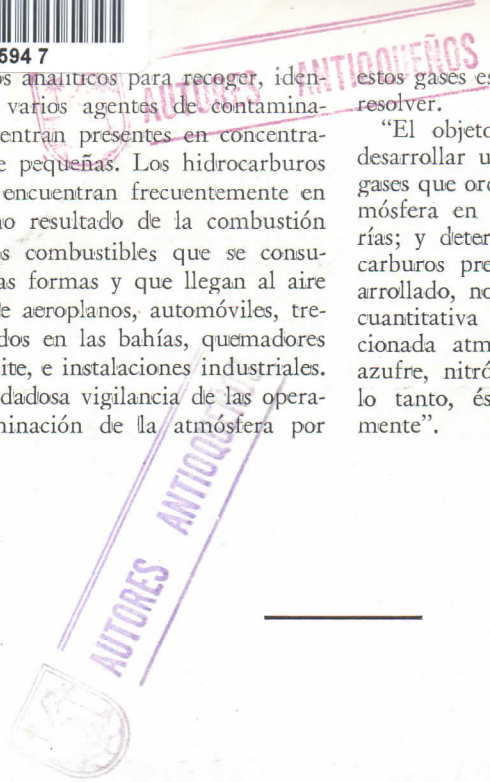 594 7
os analíticos para recoger, iden-
varios agentes de contamina-
entran presentes en concentra-
e pequeñas. Los hidrocarburos
encuentran frecuentemente en
no resultado de la combustión
s combustibles que se consu-
as formas y que llegan al aire
e aeroplanos, automóviles, tre-
dos en las bahías, quemadores
ite, e instalaciones industriales.
dadosa vigilancia de las opera-
minación de la atmósfera por
estos gases es
resolver.
“El objeto
desarrollar u
gases que or
mósfera en
rías; y deter
carburos pre
arrollado, no
cuantitativa
cionada atm
azufre, nitró
lo tanto, és
mente”.
AUTORES ANTIOQUEÑOS
AUTORES ANTIOQUEÑOS